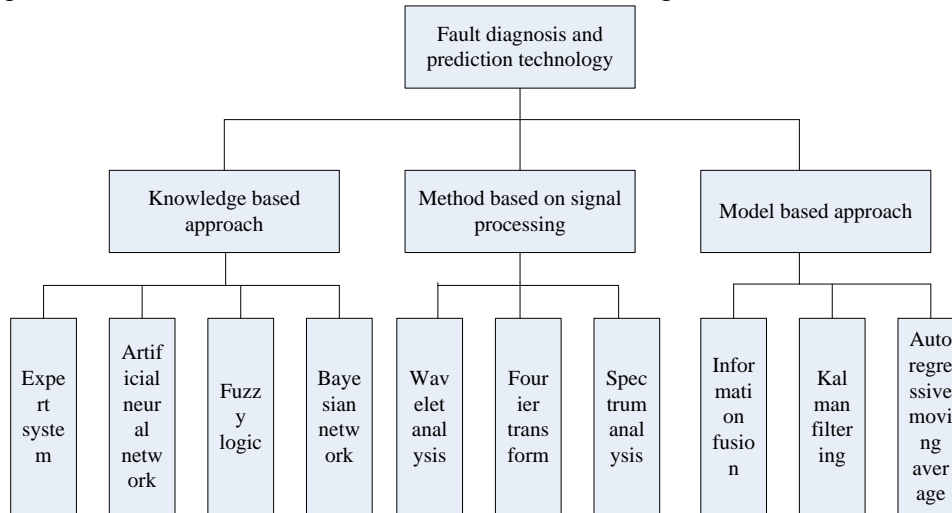 Fault diagnosis and
prediction technology
Knowledge based
approach
Method based on signal
processing
Model based approach
Expe
rt
syste
m
Artif
icial
neur
al
netw
ork
Fuzz
y
logic
Baye
sian
netw
ork
Wav
elet
anal
ysis
Four
ier
trans
form
Spec
trum
anal
ysis
Infor
mati
on
fusio
n
Kal
man
filter
ing
Auto
regre
ssive
movi
ng
aver
age